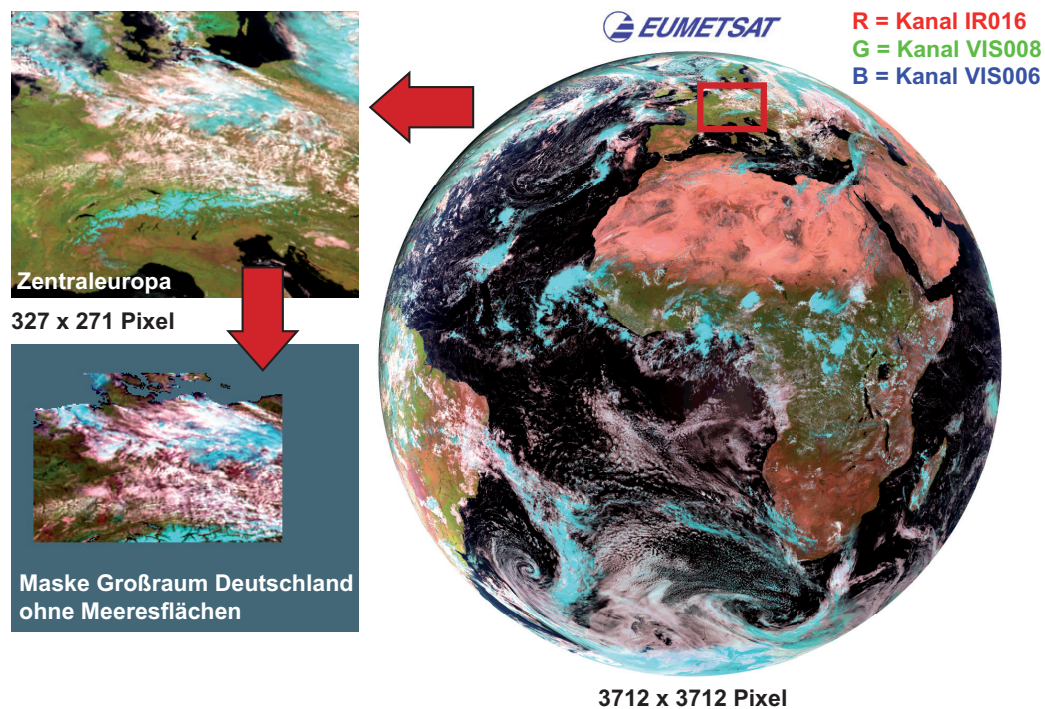 EUMETSAT
R = Kanal IR016
G = Kanal VIS008
B = Kanal VIS006
Zentraleuropa
327 x 271 Pixel
Maske Großraum Deutschland
ohne Meeresflächen
3712 x 3712 Pixel